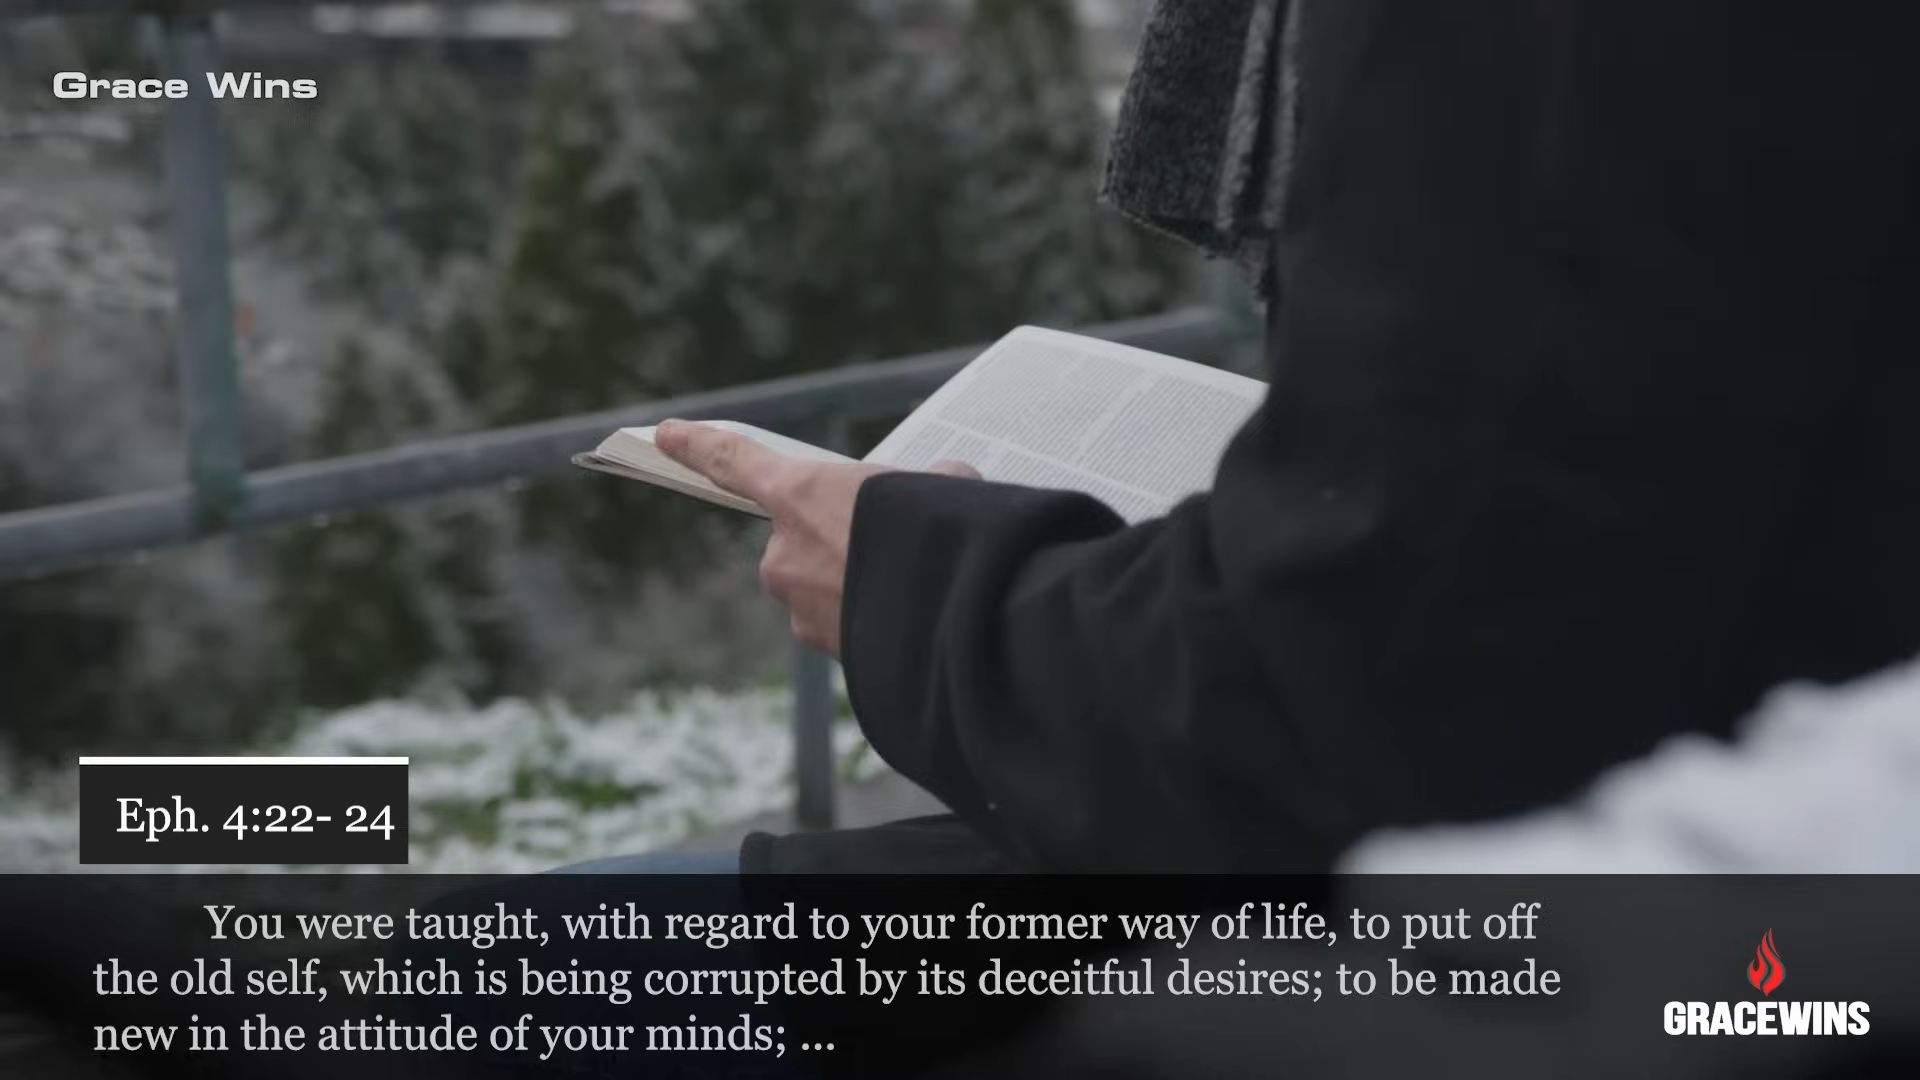 Grace Wins
Eph. 4:22- 24
You were taught, with regard to your former way of life, to put off
the old self, which is being corrupted by its deceitful desires; to be made
new in the attitude of your minds; ...
GRACEWINS